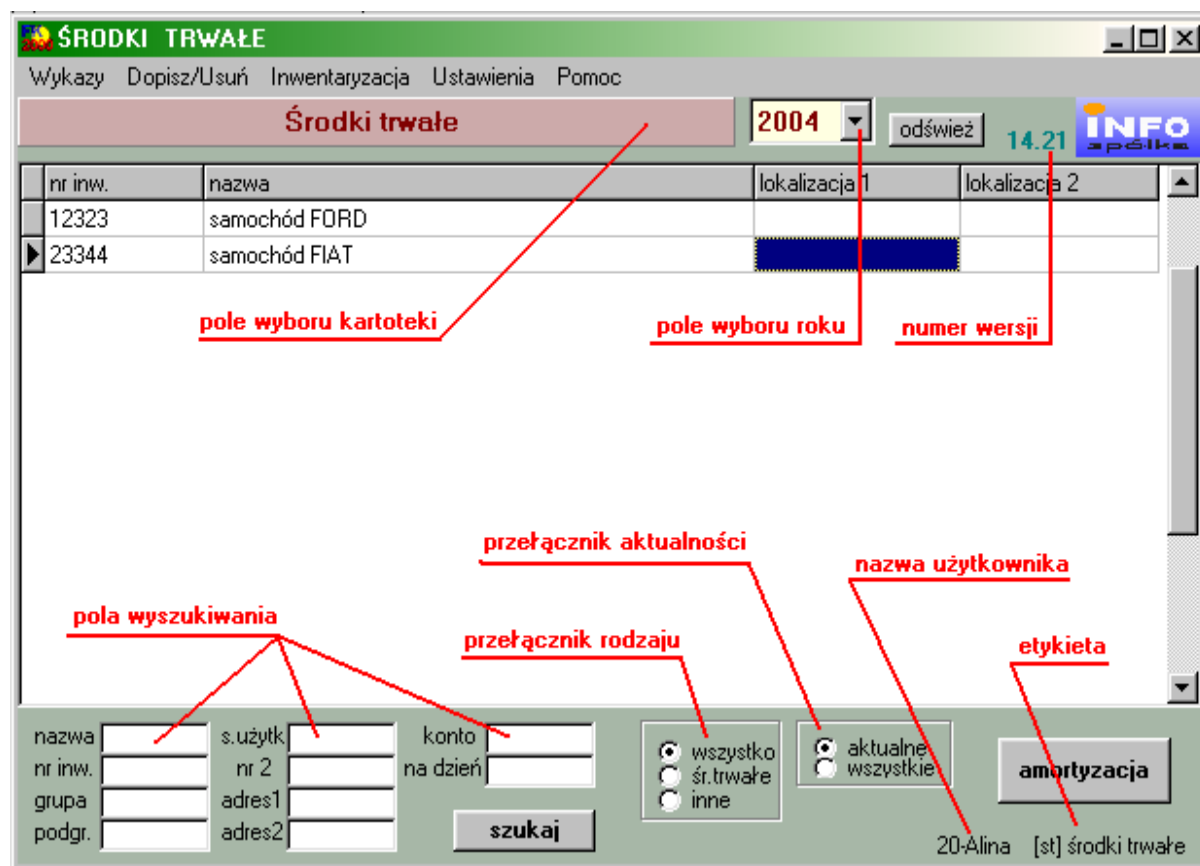 ŚRODKI TRWAŁE
Wykazy Dopisz/Usuń Inwentaryzacja Ustawienia Pomoc
Środki trwałe 2004 odśwież 14.21 INFO
spółka
nr inw. nazwa lokalizacja 1 lokalizacja 2
12323 samochód FORD
23344 samochód FIAT
pole wyboru kartoteki pole wyboru roku numer wersji
przełącznik aktualności
nazwa użytkownika
pola wyszukiwania
przełącznik rodzaju etykieta
nazwa s.użytk konto
nr inw. nr 2 na dzień
grupa adres1
podgr. adres2 szukaj
wszystko
śr.trwałe
inne
aktualne
wszystkie
amortyzacja
20-Alina [st] środki trwałe